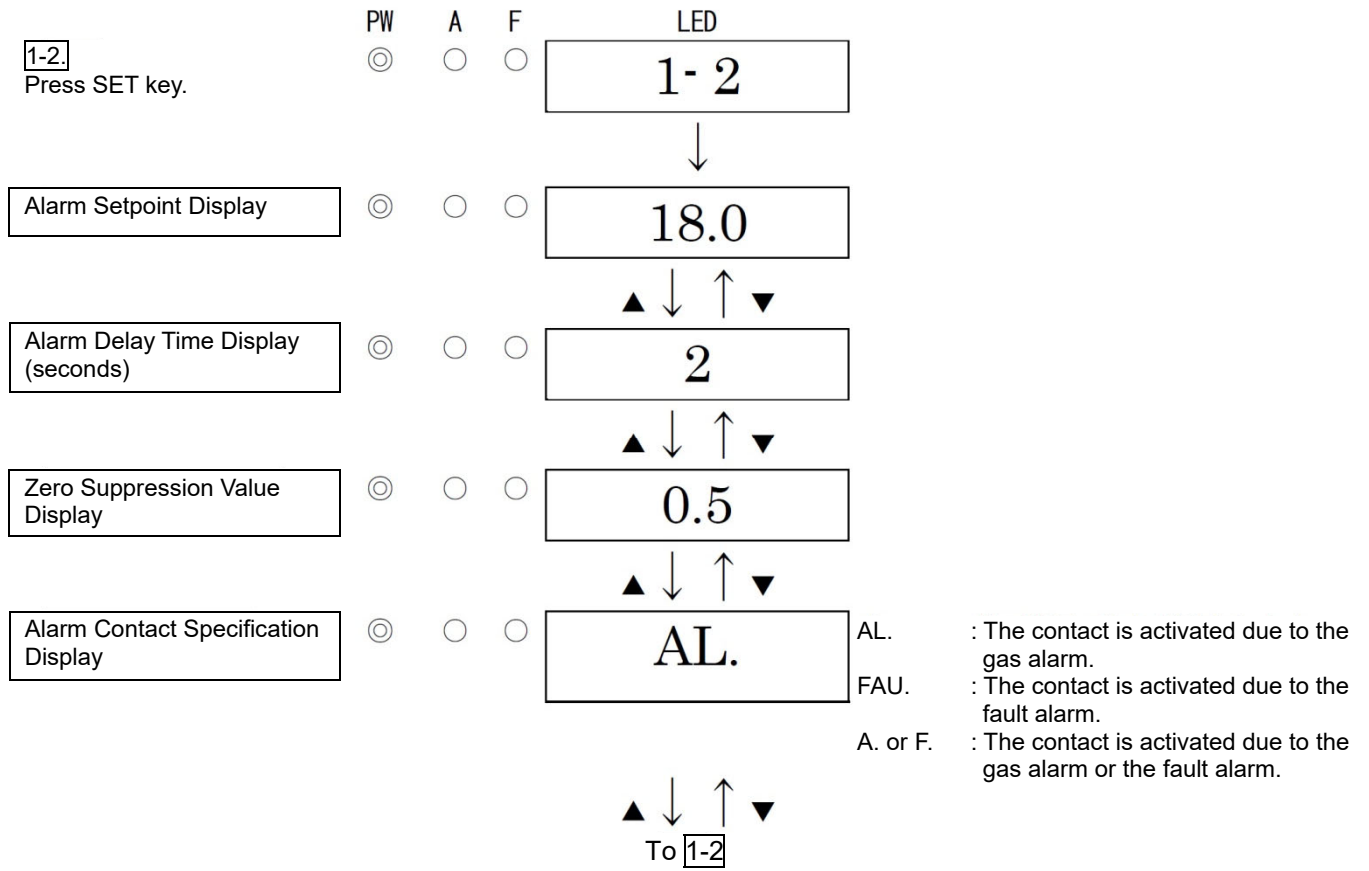 PW A F LED
1-2.
Press SET key.
1- 2
↓
Alarm Setpoint Display
18.0
▲ ↓ ↑ ▼
Alarm Delay Time Display
(seconds)
2
▲ ↓ ↑ ▼
Zero Suppression Value
Display
0.5
▲ ↓ ↑ ▼
Alarm Contact Specification
Display
AL.
AL. : The contact is activated due to the
gas alarm.
FAU. : The contact is activated due to the
fault alarm.
A. or F. : The contact is activated due to the
gas alarm or the fault alarm.
▲ ↓ ↑ ▼
To 1-2